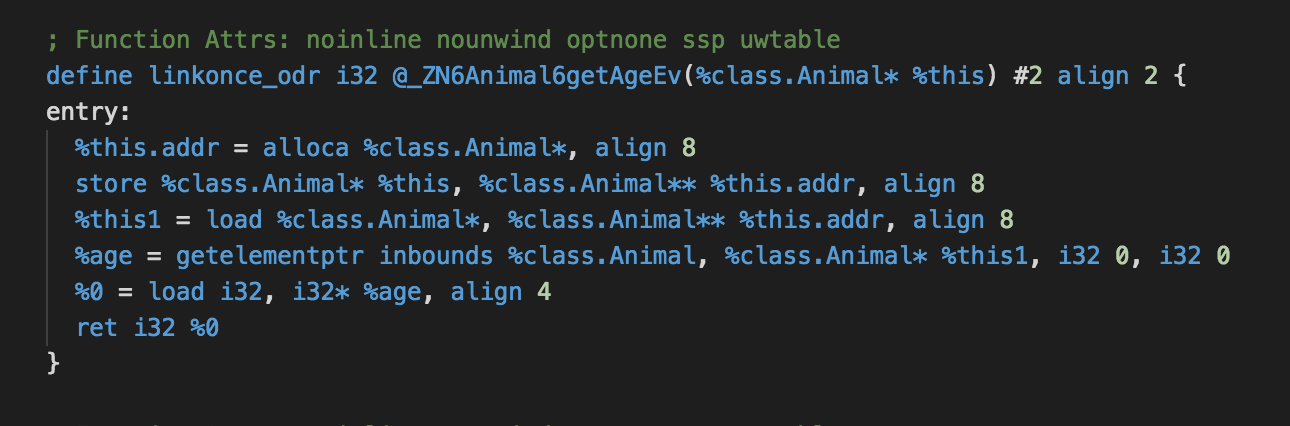 ; Function Attrs: noinline nounwind optnone ssp uwtable
define linkonce_odr i32 @_ZN6Animal6getAgeEv(%class.Animal* %this) #2 align 2 {
entry:
  %this.addr = alloca %class.Animal*, align 8
  store %class.Animal* %this, %class.Animal** %this.addr, align 8
  %this1 = load %class.Animal*, %class.Animal** %this.addr, align 8
  %age = getelementptr inbounds %class.Animal, %class.Animal* %this1, i32 0, i32 0
  %0 = load i32, i32* %age, align 4
  ret i32 %0
}